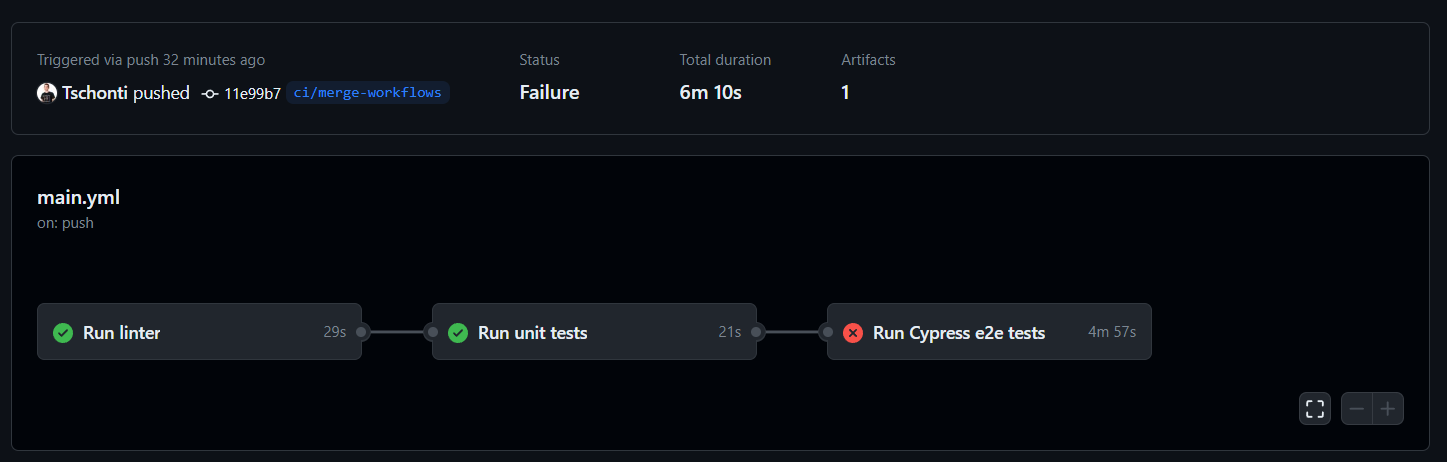 Triggered via push 32 minutes ago
Tschonti pushed 11e99b7 ci/merge-workflows
Status
Failure
Total duration
6m 10s
Artifacts
1
main.yml
on: push
Run linter 29s
Run unit tests 21s
Run Cypress e2e tests 4m 57s